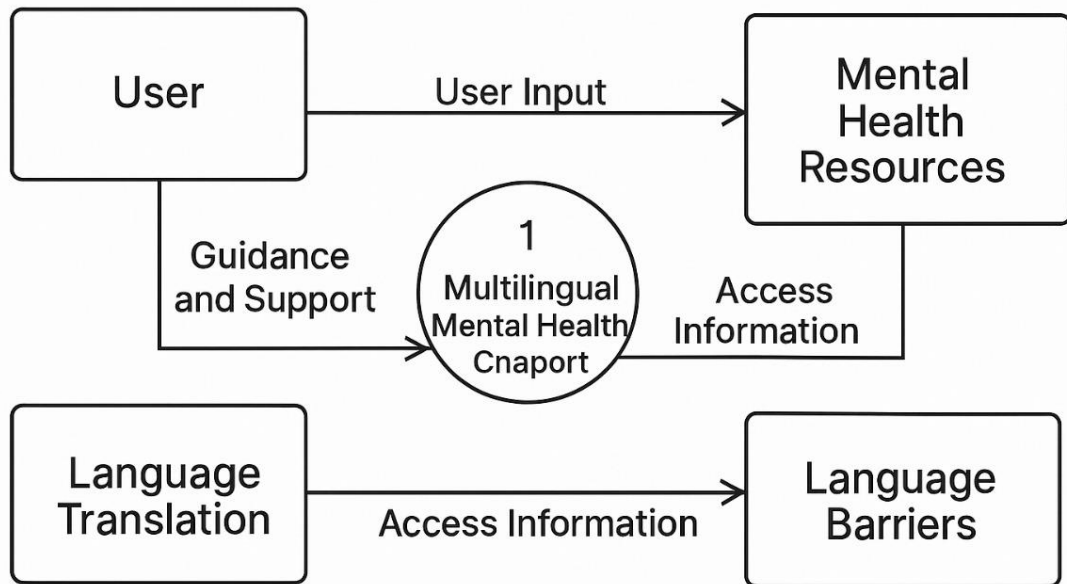 User
User Input
Mental
Health
Resources
Guidance
and Support
1
Multilingual
Mental Health
Cnaport
Access
Information
Language
Translation
Access Information
Language
Barriers